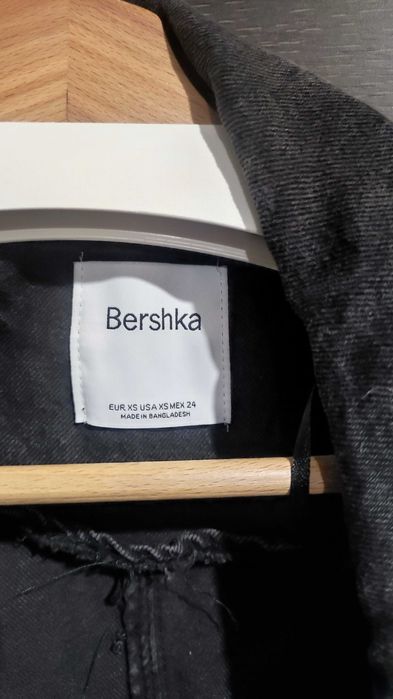 Bershka
EUR XS USA XS MEX 24
MADE IN BANGLADESH